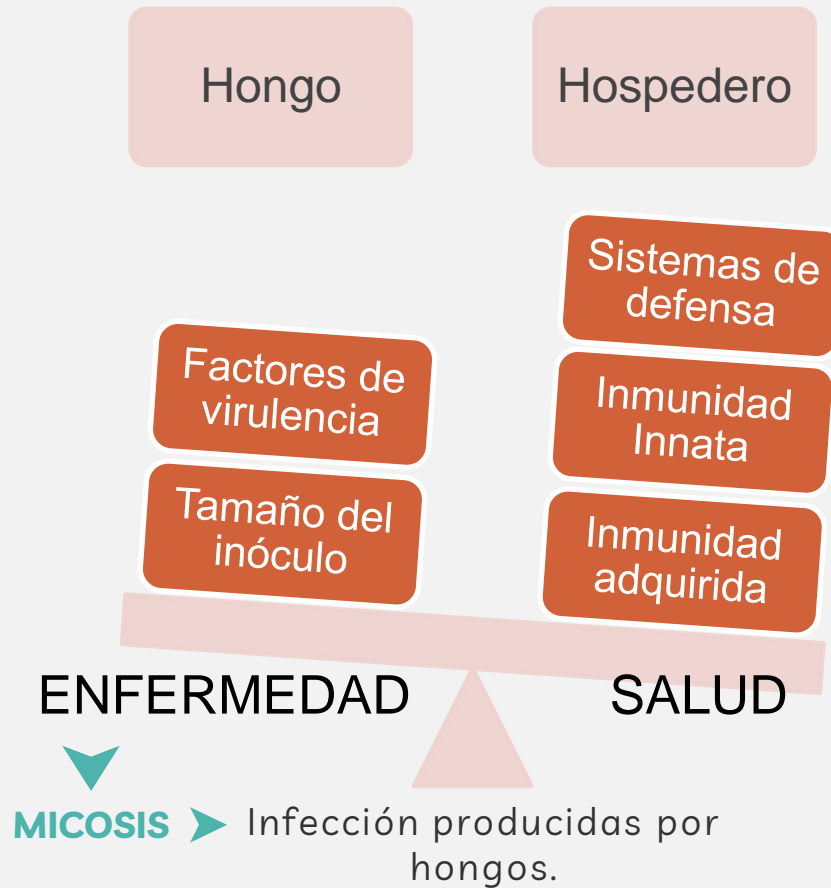 Hongo
Hospedero
Factores de
virulencia
Tamaño del
inóculo
Sistemas de
defensa
Inmunidad
Innata
Inmunidad
adquirida
ENFERMEDAD
SALUD
MICOSIS
Infección producidas por
hongos.